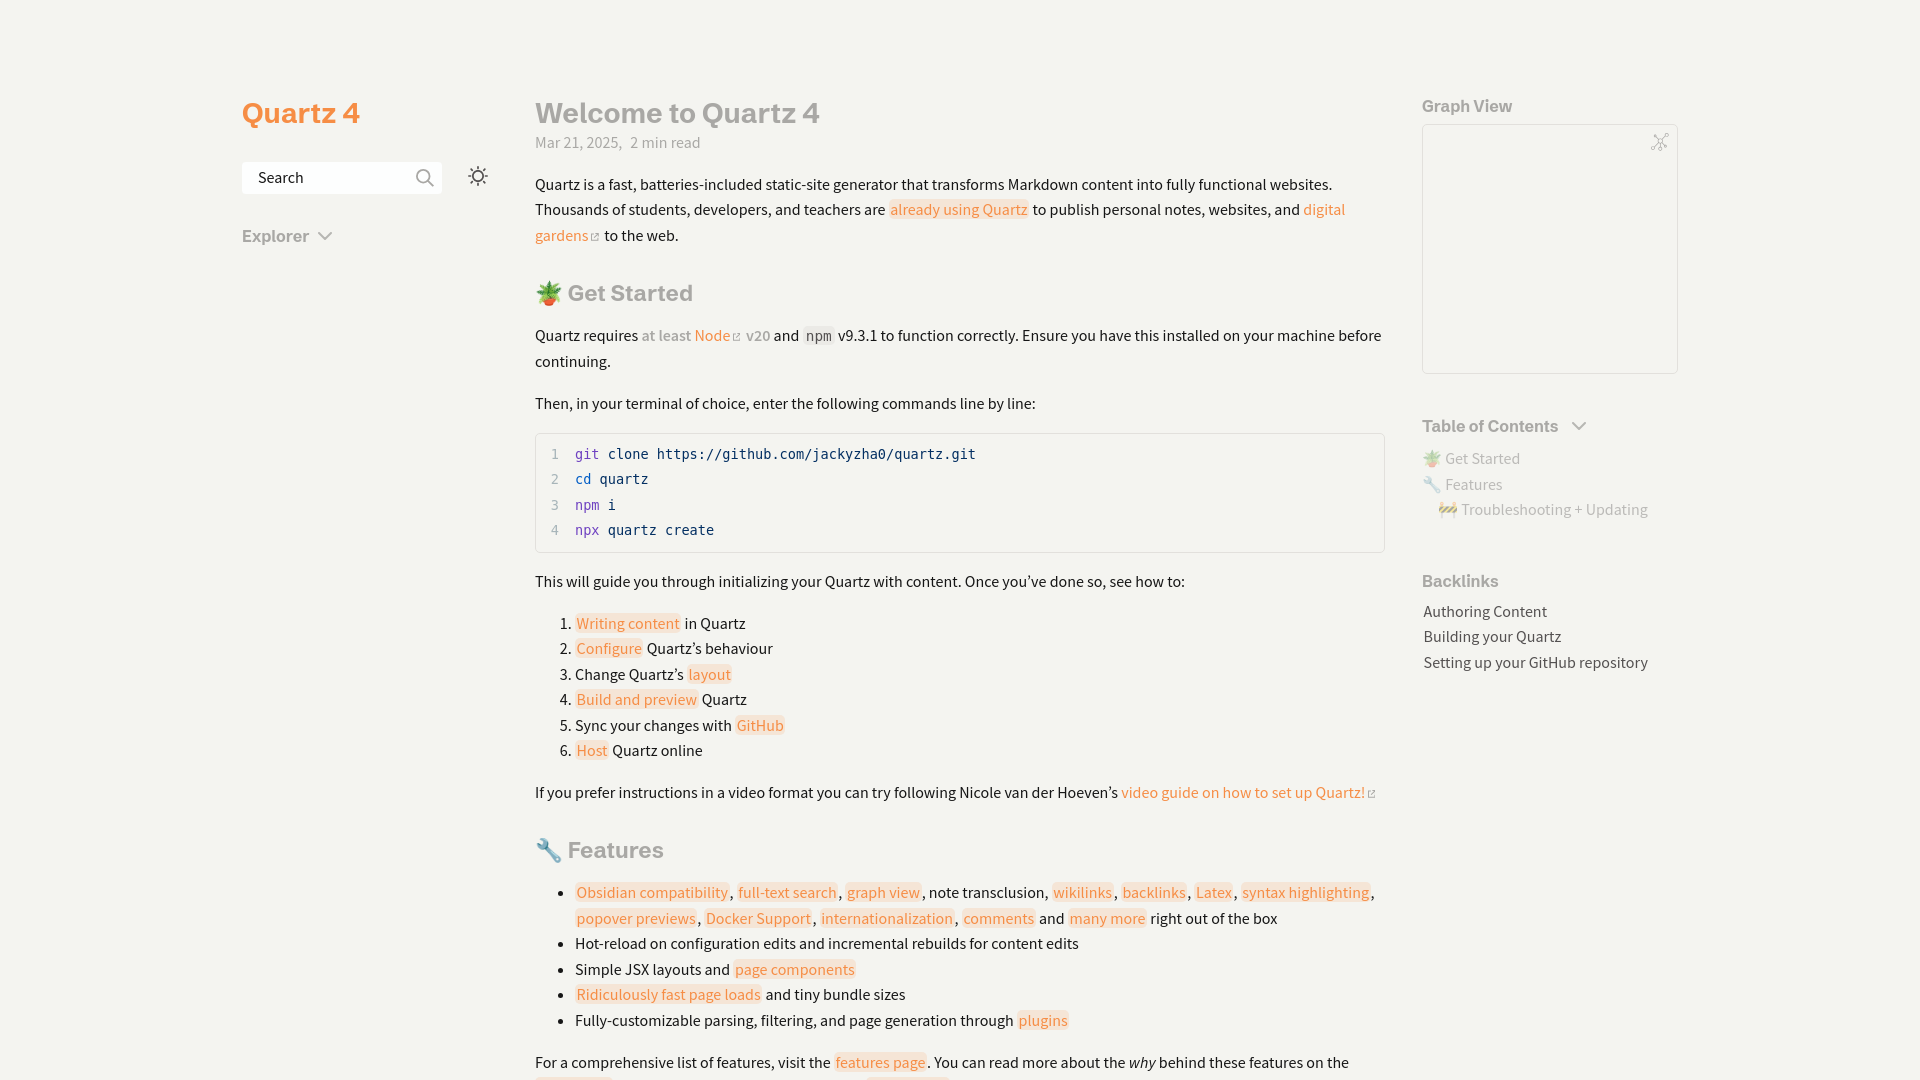 Quartz 4
Search
Explorer
Welcome to Quartz 4
Mar 21, 2025, 2 min read
Quartz is a fast, batteries-included static-site generator that transforms Markdown content into fully functional websites.
Thousands of students, developers, and teachers are already using Quartz to publish personal notes, websites, and digital
gardens to the web.
🪴 Get Started
Quartz requires at least Node v20 and npm v9.3.1 to function correctly. Ensure you have this installed on your machine before
continuing.
Then, in your terminal of choice, enter the following commands line by line:
1 git clone https://github.com/jackyzha0/quartz.git
2 cd quartz
3 npm i
4 npx quartz create
This will guide you through initializing your Quartz with content. Once you’ve done so, see how to:
1. Writing content in Quartz
2. Configure Quartz’s behaviour
3. Change Quartz’s layout
4. Build and preview Quartz
5. Sync your changes with GitHub
6. Host Quartz online
If you prefer instructions in a video format you can try following Nicole van der Hoeven’s video guide on how to set up Quartz!
🔧 Features
• Obsidian compatibility, full-text search, graph view, note transclusion, wikilinks, backlinks, Latex, syntax highlighting,
popover previews, Docker Support, internationalization, comments and many more right out of the box
• Hot-reload on configuration edits and incremental rebuilds for content edits
• Simple JSX layouts and page components
• Ridiculously fast page loads and tiny bundle sizes
• Fully-customizable parsing, filtering, and page generation through plugins
For a comprehensive list of features, visit the features page. You can read more about the why behind these features on the
Graph View
Table of Contents
🪴 Get Started
🔧 Features
🚧 Troubleshooting + Updating
Backlinks
Authoring Content
Building your Quartz
Setting up your GitHub repository